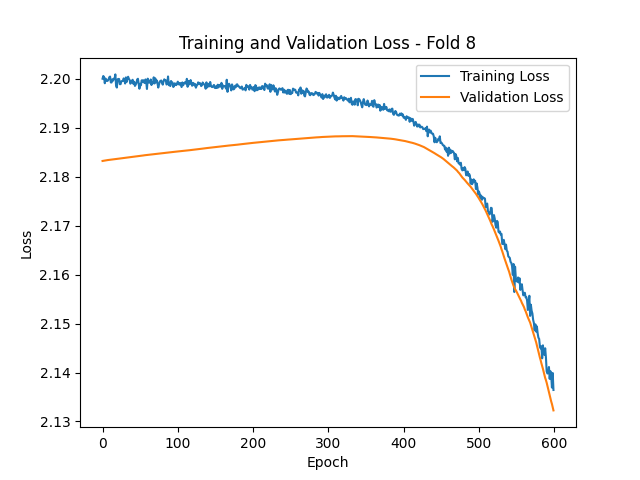 Training and Validation Loss - Fold 8
Training Loss
Validation Loss
Loss
2.20
2.19
2.18
2.17
2.16
2.15
2.14
2.13
0 100 200 300 400 500 600
Epoch